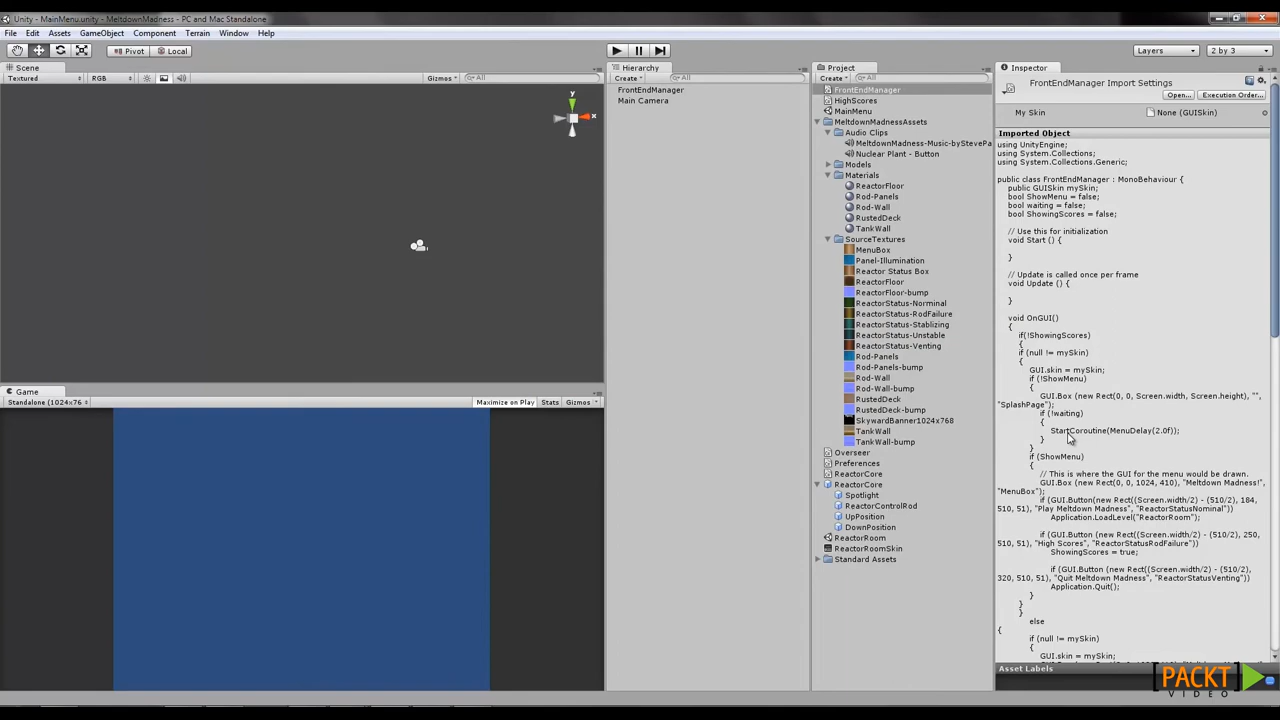 Unity - MainMenu.unity - MeltdownMadness - PC and Mac Standalone
File Edit Assets GameObject Component Terrain Window Help
Pivot Local Layers 2 by 3
Scene
Textured RGB Gizmos All
y
x
Game
Standalone (1024x76 Maximize on Play Stats Gizmos
Hierarchy
Create All
FrontEndManager
Main Camera
Project
Create All
FrontEndManager
HighScores
MainMenu
MeltdownMadnessAssets
Audio Clips
MeltdownMadness-Music-byStevePa
Nuclear Plant - Button
Models
Materials
ReactorFloor
Rod-Panels
Rod-Wall
RustedDeck
TankWall
SourceTextures
MenuBox
Panel-Illumination
Reactor Status Box
ReactorFloor
ReactorFloor-bump
ReactorStatus-Norminal
ReactorStatus-RodFailure
ReactorStatus-Stablizing
ReactorStatus-Unstable
ReactorStatus-Venting
Rod-Panels
Rod-Panels-bump
Rod-Wall
Rod-Wall-bump
RustedDeck
RustedDeck-bump
SkywardBanner1024x768
TankWall
TankWall-bump
Overseer
Preferences
ReactorCore
ReactorCore
Spotlight
ReactorControlRod
UpPosition
DownPosition
ReactorRoom
ReactorRoomSkin
Standard Assets
Inspector
FrontEndManager Import Settings
Open... Execution Order...
My Skin None (GUISkin)
Imported Object
using UnityEngine;
using System.Collections;
using System.Collections.Generic;
public class FrontEndManager : MonoBehaviour {
public GUISkin mySkin;
bool ShowMenu = false;
bool waiting = false;
bool ShowingScores = false;
// Use this for initialization
void Start () {
}
// Update is called once per frame
void Update () {
}
void OnGUI()
{
if(!ShowingScores)
{
if (null != mySkin)
{
GUI.skin = mySkin;
if (!ShowMenu)
{
GUI.Box (new Rect(0, 0, Screen.width, Screen.height), "",
"SplashPage");
if (!waiting)
{
StartCoroutine(MenuDelay(2.0f));
}
}
if (ShowMenu)
{
// This is where the GUI for the menu would be drawn.
GUI.Box (new Rect(0, 0, 1024, 410), "Meltdown Madness!",
"MenuBox");
if (GUI.Button(new Rect((Screen.width/2) - (510/2), 184,
510, 51), "Play Meltdown Madness", "ReactorStatusNominal"))
Application.LoadLevel("ReactorRoom");
if (GUI.Button (new Rect((Screen.width/2) - (510/2), 250,
510, 51), "High Scores", "ReactorStatusRodFailure"))
ShowingScores = true;
if (GUI.Button (new Rect((Screen.width/2) - (510/2),
320, 510, 51), "Quit Meltdown Madness", "ReactorStatusVenting"))
Application.Quit();
}
}
}
else
{
if (null != mySkin)
{
GUI.skin = mySkin;
Asset Labels
PACKT
VIDEO